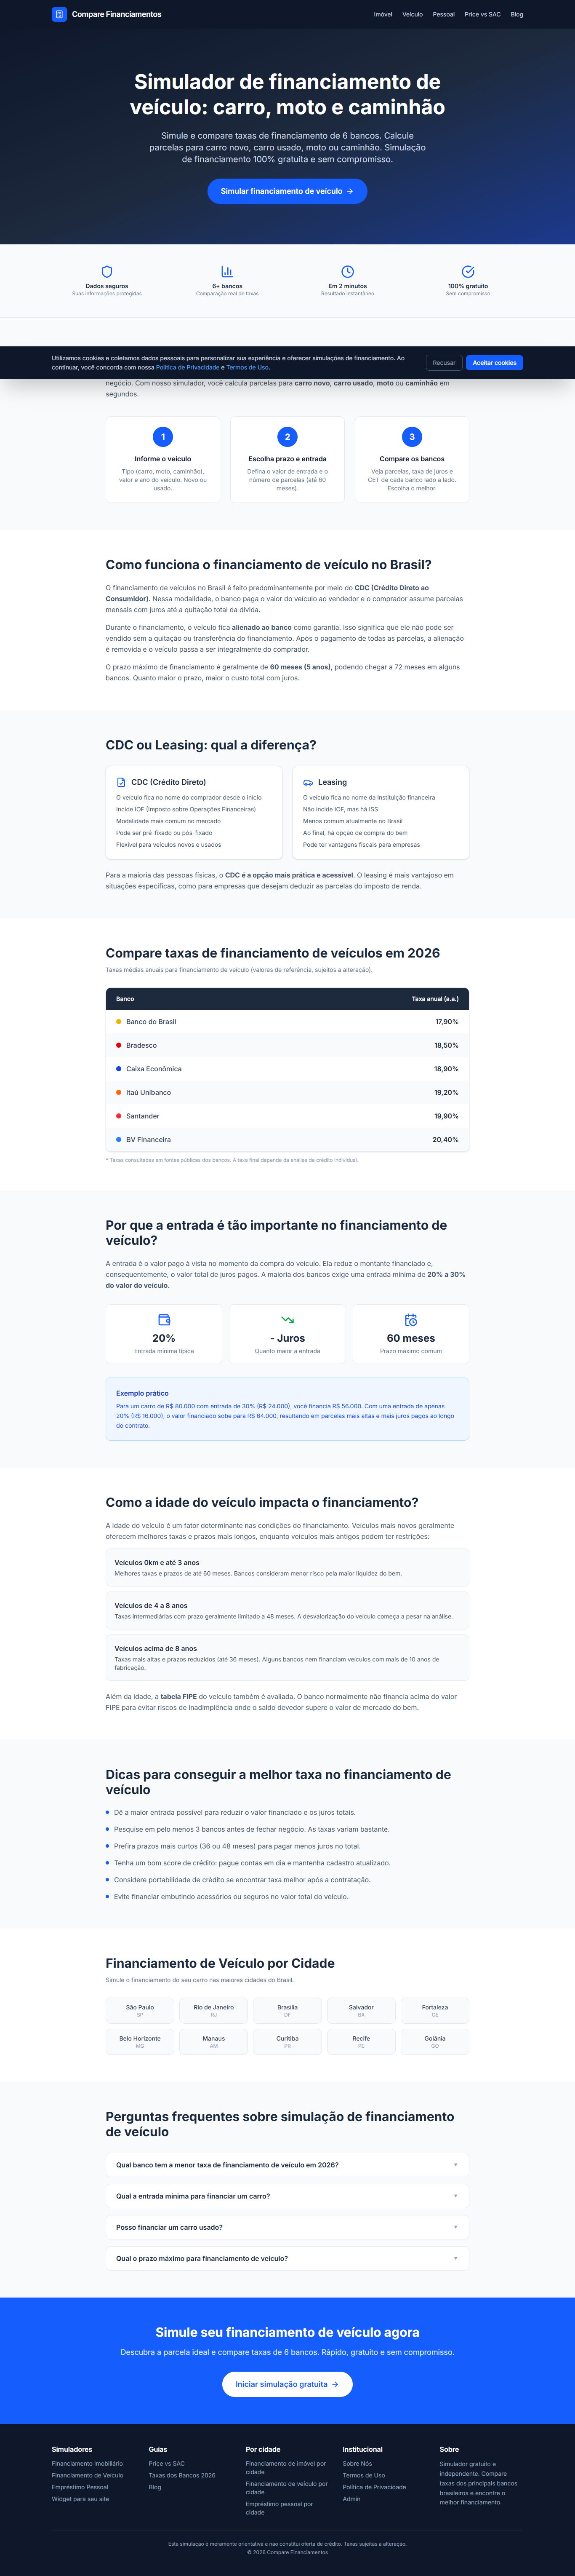 Compare Financiamentos
Imóvel
Veículo
Pessoal
Price vs SAC
Blog
Simulador de financiamento de
veículo: carro, moto e caminhão
Simule e compare taxas de financiamento de 6 bancos. Calcule
parcelas para carro novo, carro usado, moto ou caminhão. Simulação
de financiamento 100% gratuita e sem compromisso.
Simular financiamento de veículo →
Dados seguros
Suas informações protegidas
6+ bancos
Comparação real de taxas
Em 2 minutos
Resultado instantâneo
100% gratuito
Sem compromisso
Utilizamos cookies e coletamos dados pessoais para personalizar sua experiência e oferecer simulações de financiamento. Ao
continuar, você concorda com nossa Política de Privacidade e Termos de Uso.
Recusar
Aceitar cookies
negócio. Com nosso simulador, você calcula parcelas para carro novo, carro usado, moto ou caminhão em
segundos.
1
Informe o veículo
Tipo (carro, moto, caminhão),
valor e ano do veículo. Novo ou
usado.
2
Escolha prazo e entrada
Defina o valor de entrada e o
número de parcelas (até 60
meses).
3
Compare os bancos
Veja parcelas, taxa de juros e
CET de cada banco lado a lado.
Escolha o melhor.
Como funciona o financiamento de veículo no Brasil?
O financiamento de veículos no Brasil é feito predominantemente por meio do CDC (Crédito Direto ao
Consumidor). Nessa modalidade, o banco paga o valor do veículo ao vendedor e o comprador assume parcelas
mensais com juros até a quitação total da dívida.
Durante o financiamento, o veículo fica alienado ao banco como garantia. Isso significa que ele não pode ser
vendido sem a quitação ou transferência do financiamento. Após o pagamento de todas as parcelas, a alienação
é removida e o veículo passa a ser integralmente do comprador.
O prazo máximo de financiamento é geralmente de 60 meses (5 anos), podendo chegar a 72 meses em alguns
bancos. Quanto maior o prazo, maior o custo total com juros.
CDC ou Leasing: qual a diferença?
CDC (Crédito Direto)
O veículo fica no nome do comprador desde o início
Incide IOF (Imposto sobre Operações Financeiras)
Modalidade mais comum no mercado
Pode ser pré-fixado ou pós-fixado
Flexível para veículos novos e usados
Leasing
O veículo fica no nome da instituição financeira
Não incide IOF, mas há ISS
Menos comum atualmente no Brasil
Ao final, há opção de compra do bem
Pode ter vantagens fiscais para empresas
Para a maioria das pessoas físicas, o CDC é a opção mais prática e acessível. O leasing é mais vantajoso em
situações específicas, como para empresas que desejam deduzir as parcelas do imposto de renda.
Compare taxas de financiamento de veículos em 2026
Taxas médias anuais para financiamento de veículo (valores de referência, sujeitos a alteração).
Banco
Taxa anual (a.a.)
Banco do Brasil
17,90%
Bradesco
18,50%
Caixa Econômica
18,90%
Itaú Unibanco
19,20%
Santander
19,90%
BV Financeira
20,40%
* Taxas consultadas em fontes públicas dos bancos. A taxa final depende da análise de crédito individual.
Por que a entrada é tão importante no financiamento de
veículo?
A entrada é o valor pago à vista no momento da compra do veículo. Ela reduz o montante financiado e,
consequentemente, o valor total de juros pagos. A maioria dos bancos exige uma entrada mínima de 20% a 30%
do valor do veículo.
20%
Entrada mínima típica
- Juros
Quanto maior a entrada
60 meses
Prazo máximo comum
Exemplo prático
Para um carro de R$ 80.000 com entrada de 30% (R$ 24.000), você financia R$ 56.000. Com uma entrada de apenas
20% (R$ 16.000), o valor financiado sobe para R$ 64.000, resultando em parcelas mais altas e mais juros pagos ao longo
do contrato.
Como a idade do veículo impacta o financiamento?
A idade do veículo é um fator determinante nas condições do financiamento. Veículos mais novos geralmente
oferecem melhores taxas e prazos mais longos, enquanto veículos mais antigos podem ter restrições:
Veículos 0km e até 3 anos
Melhores taxas e prazos de até 60 meses. Bancos consideram menor risco pela maior liquidez do bem.
Veículos de 4 a 8 anos
Taxas intermediárias com prazo geralmente limitado a 48 meses. A desvalorização do veículo começa a pesar na análise.
Veículos acima de 8 anos
Taxas mais altas e prazos reduzidos (até 36 meses). Alguns bancos nem financiam veículos com mais de 10 anos de
fabricação.
Além da idade, a tabela FIPE do veículo também é avaliada. O banco normalmente não financia acima do valor
FIPE para evitar riscos de inadimplência onde o saldo devedor supere o valor de mercado do bem.
Dicas para conseguir a melhor taxa no financiamento de
veículo
Dê a maior entrada possível para reduzir o valor financiado e os juros totais.
Pesquise em pelo menos 3 bancos antes de fechar negócio. As taxas variam bastante.
Prefira prazos mais curtos (36 ou 48 meses) para pagar menos juros no total.
Tenha um bom score de crédito: pague contas em dia e mantenha cadastro atualizado.
Considere portabilidade de crédito se encontrar taxa melhor após a contratação.
Evite financiar embutindo acessórios ou seguros no valor total do veículo.
Financiamento de Veículo por Cidade
Simule o financiamento do seu carro nas maiores cidades do Brasil.
São Paulo
SP
Rio de Janeiro
RJ
Brasília
DF
Salvador
BA
Fortaleza
CE
Belo Horizonte
MG
Manaus
AM
Curitiba
PR
Recife
PE
Goiânia
GO
Perguntas frequentes sobre simulação de financiamento
de veículo
Qual banco tem a menor taxa de financiamento de veículo em 2026?
Qual a entrada mínima para financiar um carro?
Posso financiar um carro usado?
Qual o prazo máximo para financiamento de veículo?
Simule seu financiamento de veículo agora
Descubra a parcela ideal e compare taxas de 6 bancos. Rápido, gratuito e sem compromisso.
Iniciar simulação gratuita →
Simuladores
Financiamento Imobiliário
Financiamento de Veículo
Empréstimo Pessoal
Widget para seu site
Guias
Price vs SAC
Taxas dos Bancos 2026
Blog
Por cidade
Financiamento de imóvel por
cidade
Financiamento de veículo por
cidade
Empréstimo pessoal por
cidade
Institucional
Sobre Nós
Termos de Uso
Política de Privacidade
Admin
Sobre
Simulador gratuito e
independente. Compare
taxas dos principais bancos
brasileiros e encontre o
melhor financiamento.
Esta simulação é meramente orientativa e não constitui oferta de crédito. Taxas sujeitas a alteração.
© 2026 Compare Financiamentos